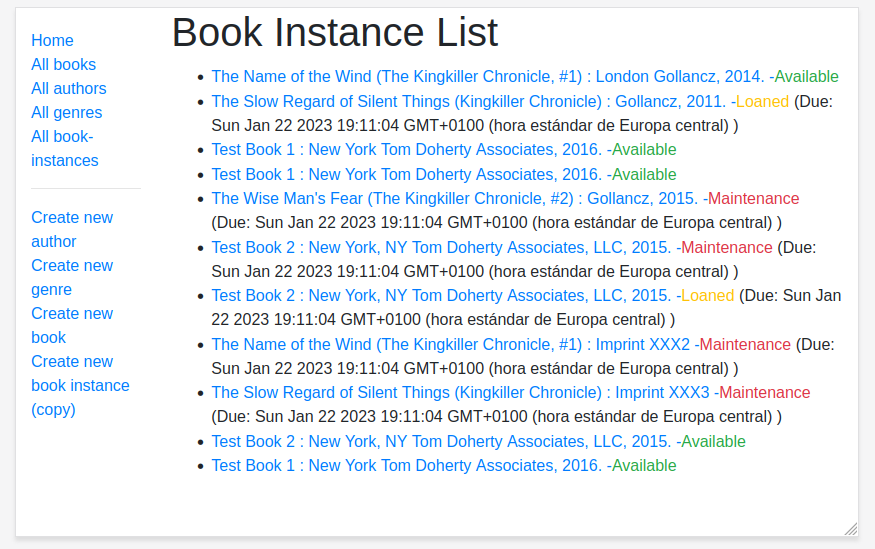 Home
All books
All authors
All genres
All book-
instances
Create new
author
Create new
genre
Create new
book
Create new
book instance
(copy)
Book Instance List
The Name of the Wind (The Kingkiller Chronicle, #1) : London Gollancz, 2014. -Available
The Slow Regard of Silent Things (Kingkiller Chronicle) : Gollancz, 2011. -Loaned (Due:
Sun Jan 22 2023 19:11:04 GMT+0100 (hora estándar de Europa central) )
Test Book 1 : New York Tom Doherty Associates, 2016. -Available
Test Book 1 : New York Tom Doherty Associates, 2016. -Available
The Wise Man's Fear (The Kingkiller Chronicle, #2) : Gollancz, 2015. -Maintenance
(Due: Sun Jan 22 2023 19:11:04 GMT+0100 (hora estándar de Europa central) )
Test Book 2 : New York, NY Tom Doherty Associates, LLC, 2015. -Maintenance (Due:
Sun Jan 22 2023 19:11:04 GMT+0100 (hora estándar de Europa central) )
Test Book 2 : New York, NY Tom Doherty Associates, LLC, 2015. -Loaned (Due: Sun Jan
22 2023 19:11:04 GMT+0100 (hora estándar de Europa central) )
The Name of the Wind (The Kingkiller Chronicle, #1) : Imprint XXX2 -Maintenance (Due:
Sun Jan 22 2023 19:11:04 GMT+0100 (hora estándar de Europa central) )
The Slow Regard of Silent Things (Kingkiller Chronicle) : Imprint XXX3 -Maintenance
(Due: Sun Jan 22 2023 19:11:04 GMT+0100 (hora estándar de Europa central) )
Test Book 2 : New York, NY Tom Doherty Associates, LLC, 2015. -Available
Test Book 1 : New York Tom Doherty Associates, 2016. -Available